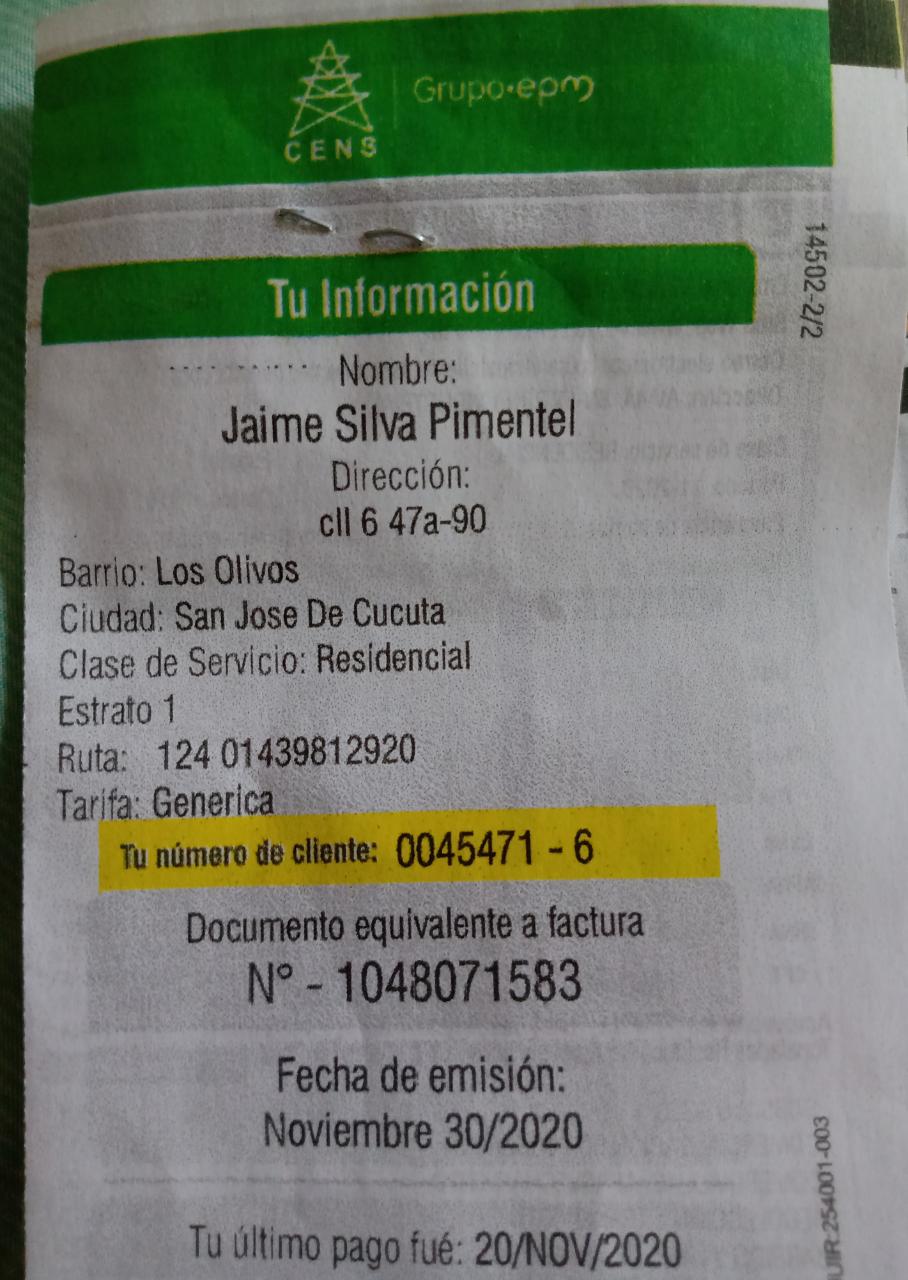 CENS
Grupo·epm
14502-2/2
Tu Información
Nombre:
Jaime Silva Pimentel
Dirección:
cll 6 47a-90
Barrio: Los Olivos
Ciudad: San Jose De Cucuta
Clase de Servicio: Residencial
Estrato 1
Ruta: 124 01439812920
Tarifa: Generica
Tu número de cliente: 0045471 - 6
Documento equivalente a factura
N° - 1048071583
Fecha de emisión:
Noviembre 30/2020
Tu último pago fué: 20/NOV/2020